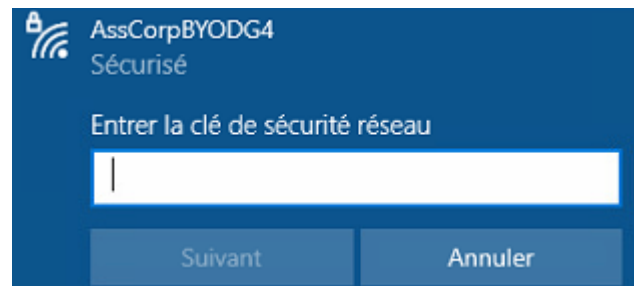 AssCorpBYODG4
Sécurisé
Entrer la clé de sécurité réseau
Suivant
Annuler